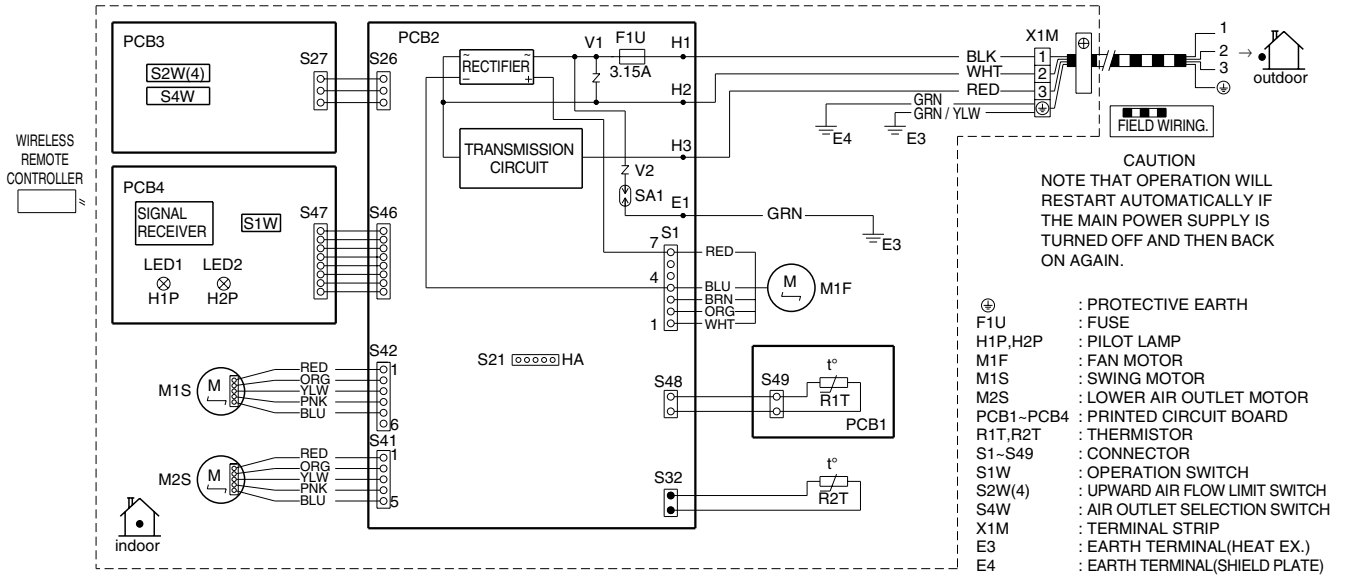 PCB3
S2W(4)
S4W
S27
S26
PCB2
RECTIFIER
~ ~
− +
V1
F1U
3.15A
H1
H2
H3
TRANSMISSION
CIRCUIT
V2
SA1
E1
GRN
E3
X1M
BLK 1
WHT 2
RED 3
GRN
GRN / YLW
E4
E3
1
2
3
→
outdoor
FIELD WIRING.
CAUTION
NOTE THAT OPERATION WILL
RESTART AUTOMATICALLY IF
THE MAIN POWER SUPPLY IS
TURNED OFF AND THEN BACK
ON AGAIN.
WIRELESS
REMOTE
CONTROLLER
PCB4
SIGNAL
RECEIVER
S1W
LED1
H1P
LED2
H2P
S47
S46
S1
7
4
1
RED
BLU
BRN
ORG
WHT
M
M1F
S21 HA
M1S
M
RED
ORG
YLW
PNK
BLU
S42
1
6
M2S
M
RED
ORG
YLW
PNK
BLU
S41
1
5
S48
S49
t°
R1T
PCB1
S32
t°
R2T
indoor
: PROTECTIVE EARTH
F1U : FUSE
H1P,H2P : PILOT LAMP
M1F : FAN MOTOR
M1S : SWING MOTOR
M2S : LOWER AIR OUTLET MOTOR
PCB1~PCB4 : PRINTED CIRCUIT BOARD
R1T,R2T : THERMISTOR
S1~S49 : CONNECTOR
S1W : OPERATION SWITCH
S2W(4) : UPWARD AIR FLOW LIMIT SWITCH
S4W : AIR OUTLET SELECTION SWITCH
X1M : TERMINAL STRIP
E3 : EARTH TERMINAL(HEAT EX.)
E4 : EARTH TERMINAL(SHIELD PLATE)